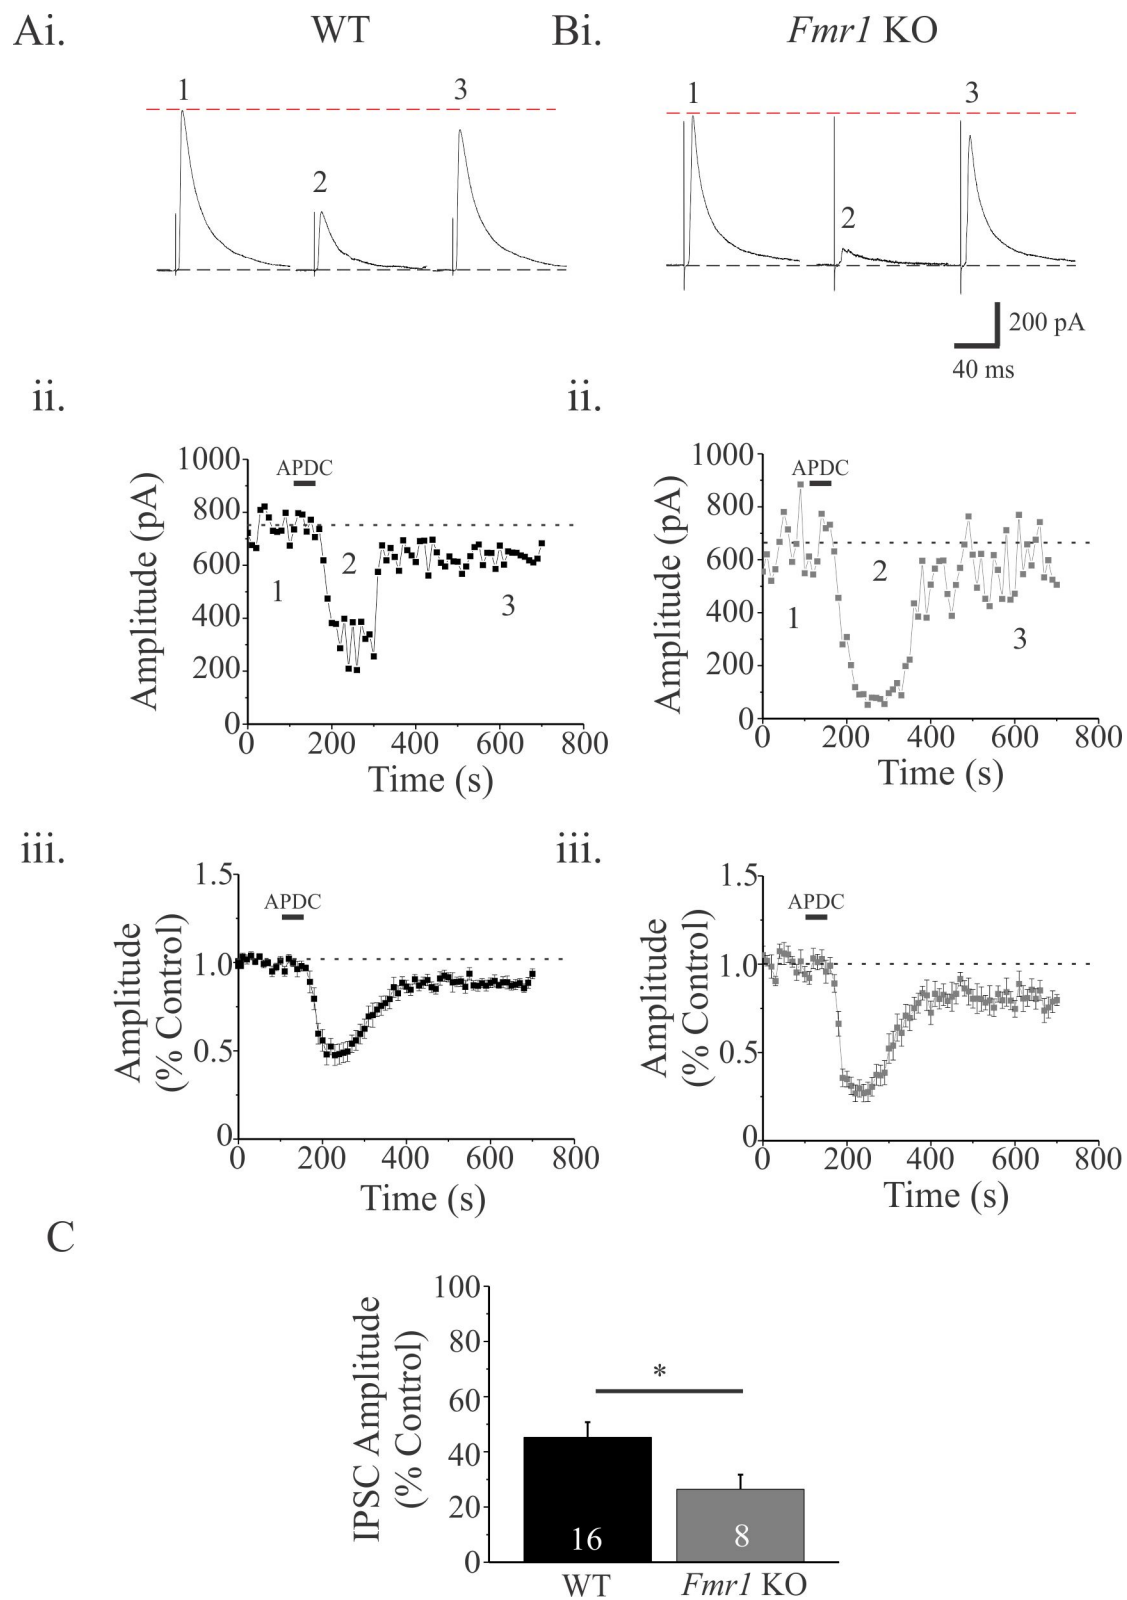 Ai.
WT
Bi.
Fmr1 KO
1
2
3
1
2
3
200 pA
40 ms
ii.
1000
800
600
400
200
0
Amplitude (pA)
APDC
1
2
3
0
200
400
600
800
Time (s)
ii.
1000
800
600
400
200
0
Amplitude (pA)
APDC
1
2
3
0
200
400
600
800
Time (s)
iii.
1.5
1.0
0.5
0
Amplitude
(% Control)
APDC
0
200
400
600
800
Time (s)
iii.
1.5
1.0
0.5
0
Amplitude
(% Control)
APDC
0
200
400
600
800
Time (s)
C
100
80
60
40
20
0
IPSC Amplitude
(% Control)
*
16
8
WT
Fmr1 KO